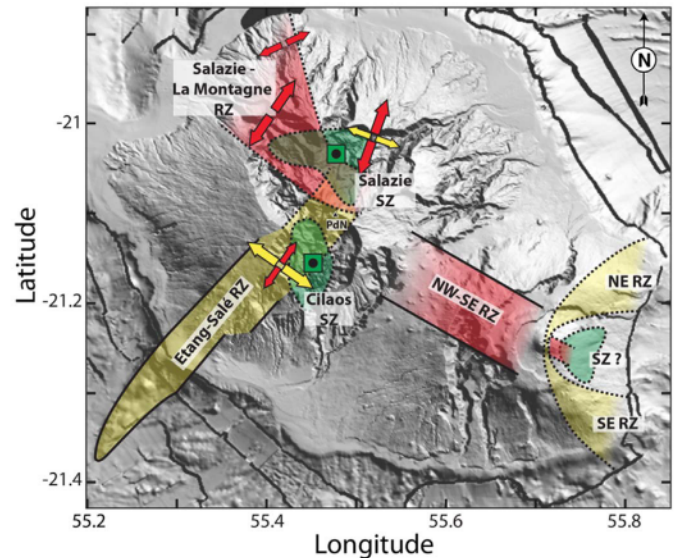 N
Salazie -
La Montagne
RZ
-21
Salazie
SZ
PdN
Latitude
-21.2
Etang-Salé RZ
Cilaos
SZ
NW-SE RZ
NE RZ
SZ ?
SE RZ
-21.4
55.2
55.4
55.6
55.8
Longitude